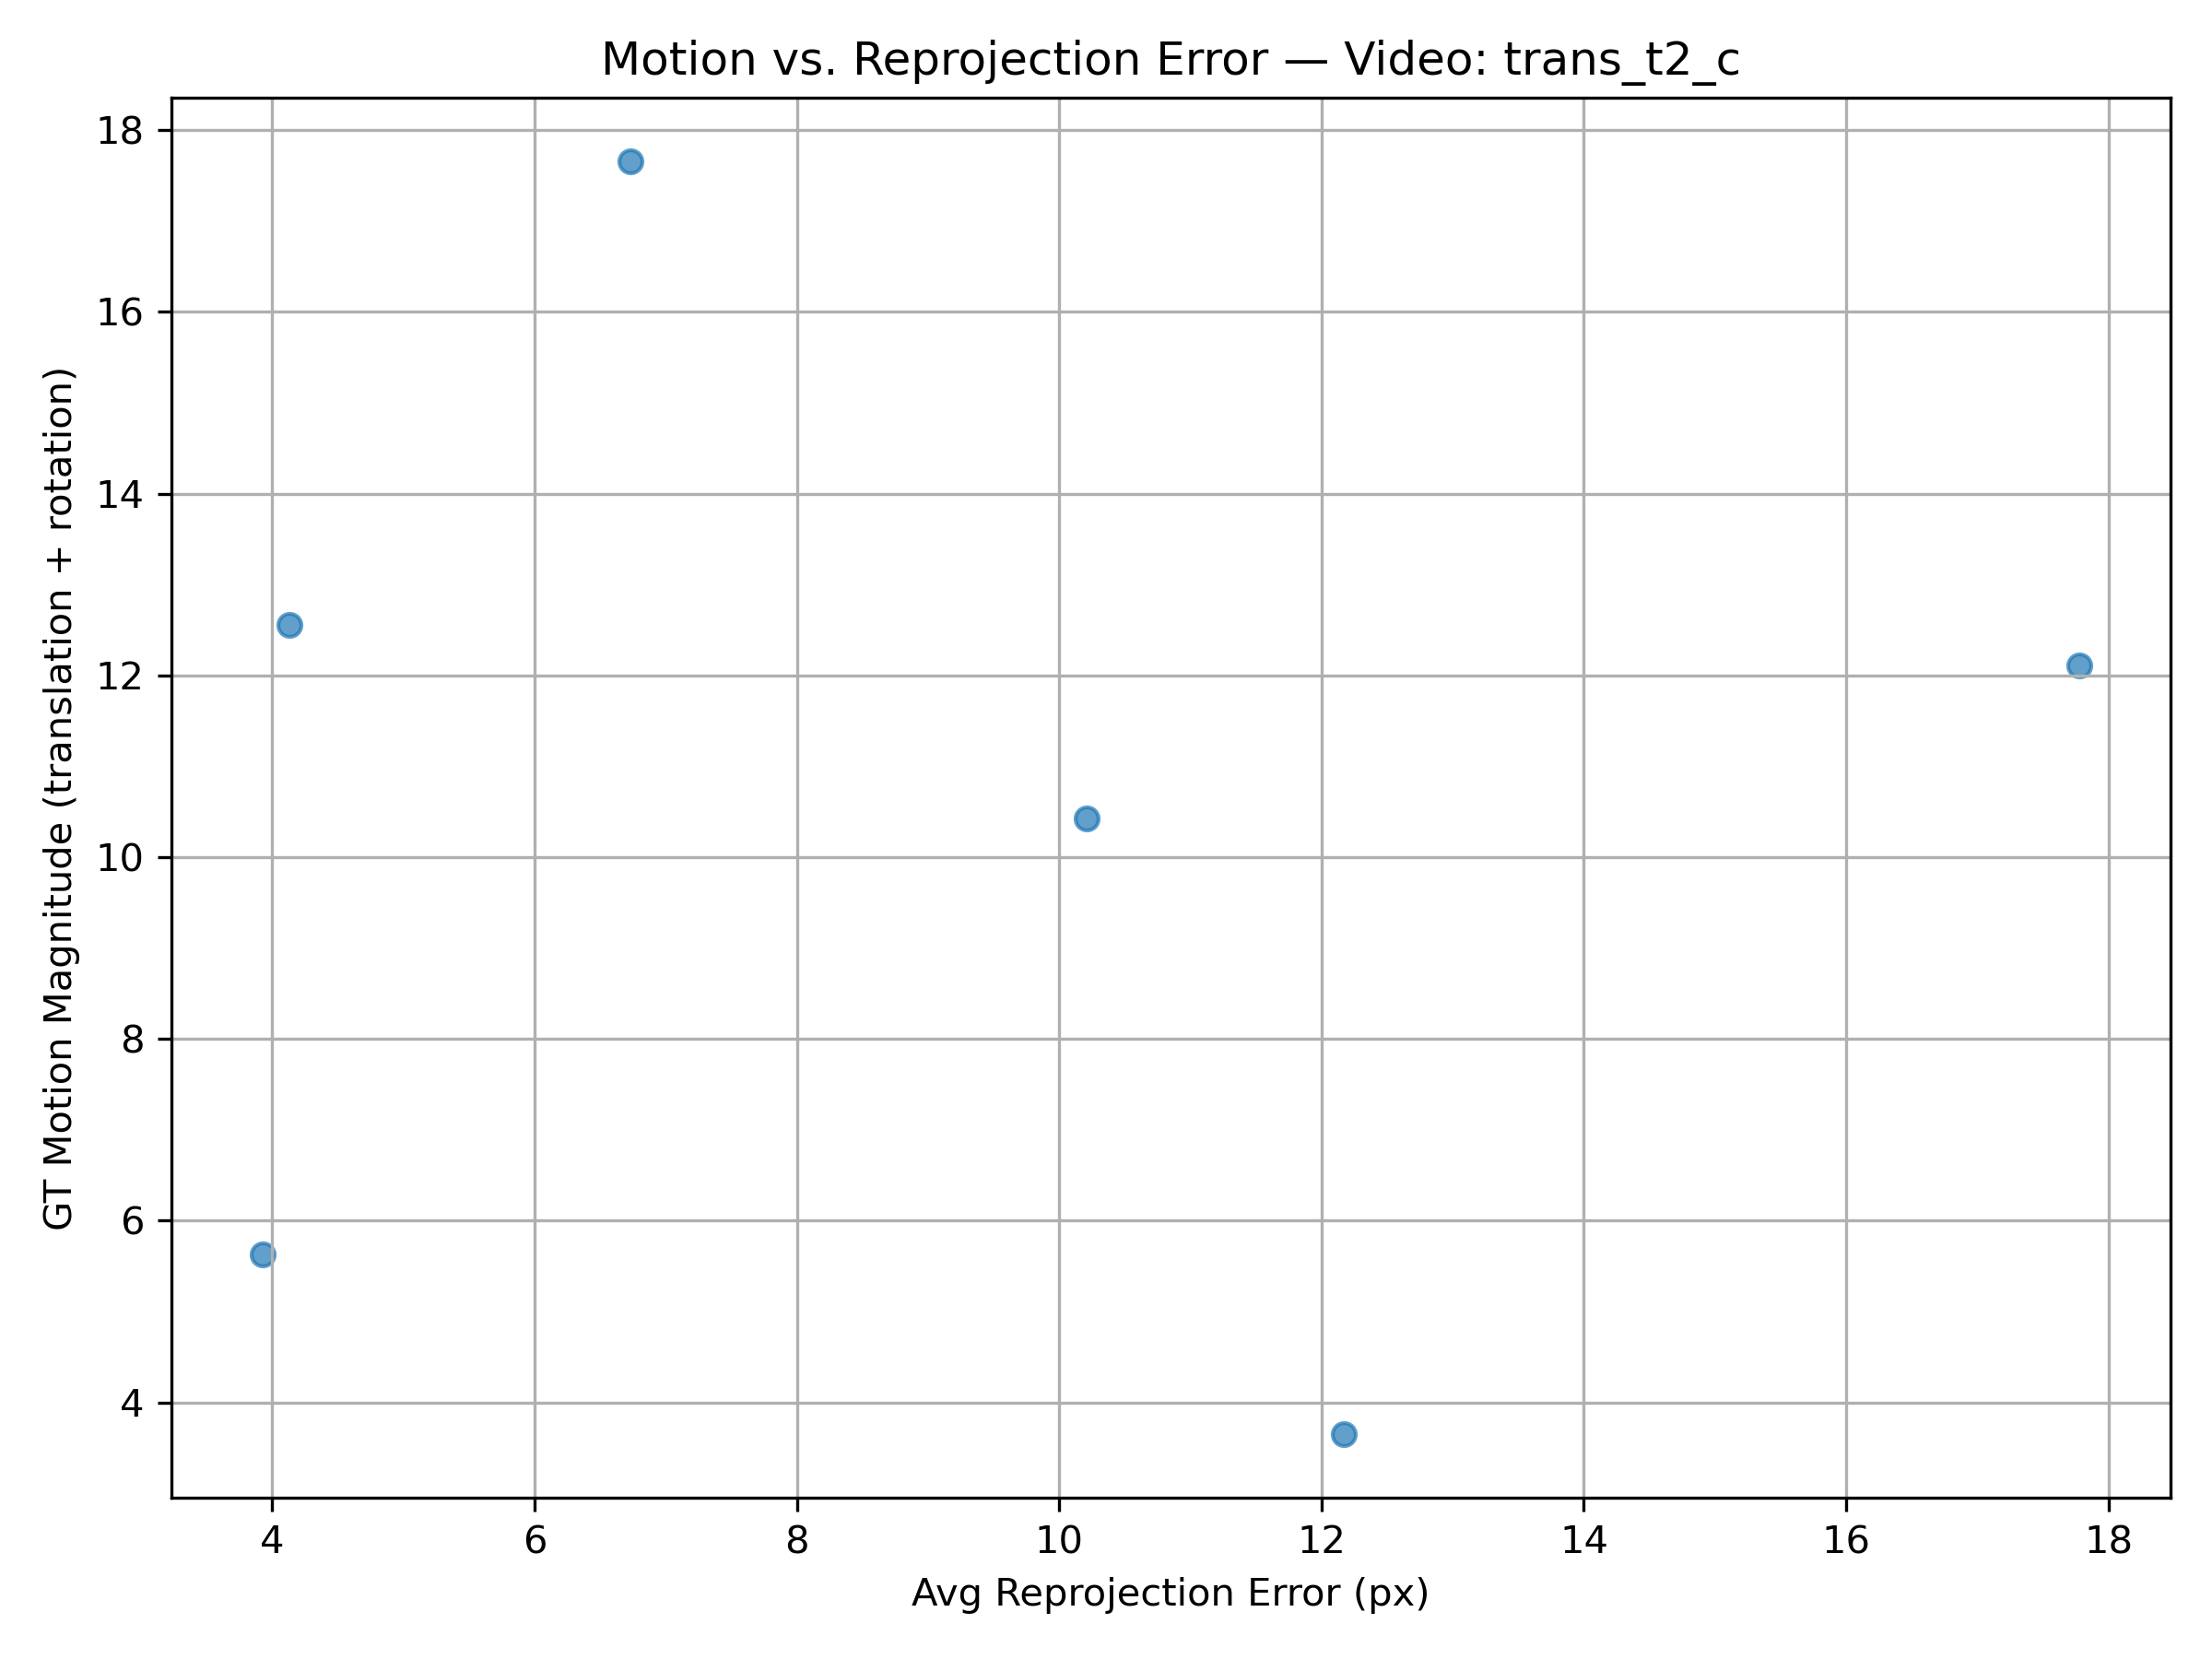 Motion vs. Reprojection Error — Video: trans_t2_c
GT Motion Magnitude (translation + rotation)
18
16
14
12
10
8
6
4
4 6 8 10 12 14 16 18
Avg Reprojection Error (px)